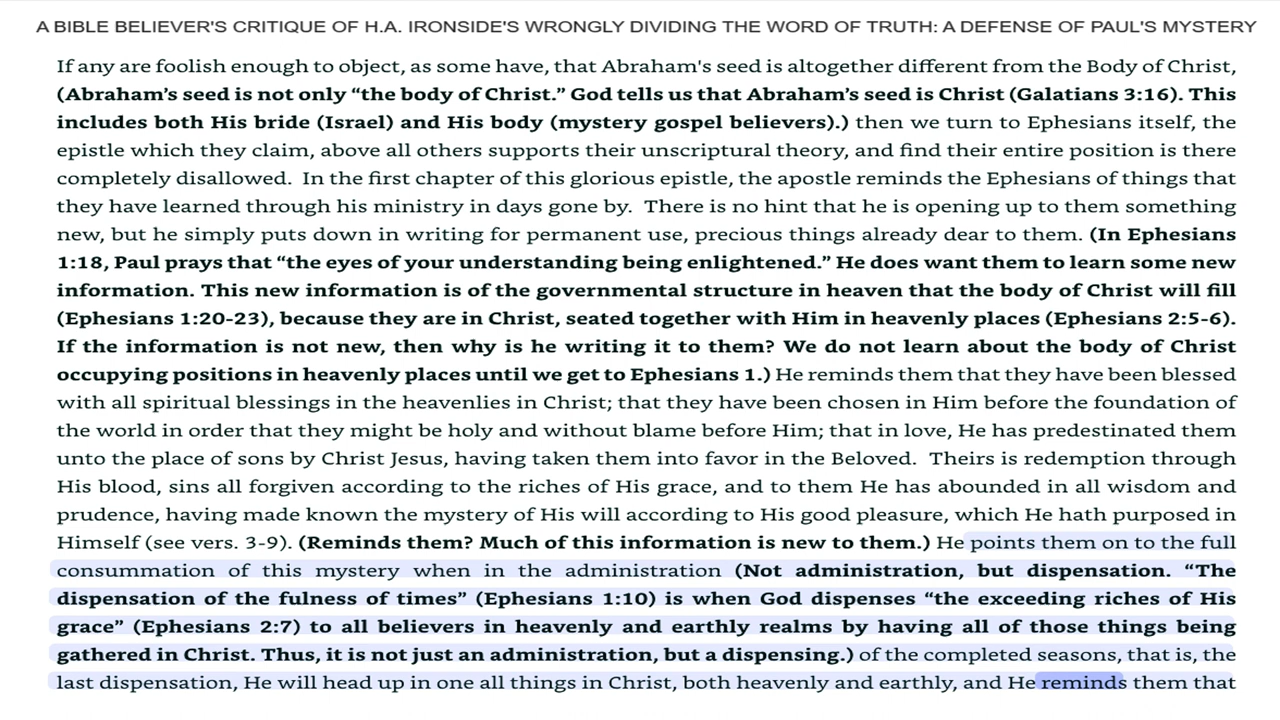 A BIBLE BELIEVER'S CRITIQUE OF H.A. IRONSIDE'S WRONGLY DIVIDING THE WORD OF TRUTH: A DEFENSE OF PAUL'S MYSTERY
If any are foolish enough to object, as some have, that Abraham's seed is altogether different from the Body of Christ,
(Abraham’s seed is not only “the body of Christ.” God tells us that Abraham’s seed is Christ (Galatians 3:16). This
includes both His bride (Israel) and His body (mystery gospel believers).) then we turn to Ephesians itself, the
epistle which they claim, above all others supports their unscriptural theory, and find their entire position is there
completely disallowed. In the first chapter of this glorious epistle, the apostle reminds the Ephesians of things that
they have learned through his ministry in days gone by. There is no hint that he is opening up to them something
new, but he simply puts down in writing for permanent use, precious things already dear to them. (In Ephesians
1:18, Paul prays that “the eyes of your understanding being enlightened.” He does want them to learn some new
information. This new information is of the governmental structure in heaven that the body of Christ will fill
(Ephesians 1:20-23), because they are in Christ, seated together with Him in heavenly places (Ephesians 2:5-6).
If the information is not new, then why is he writing it to them? We do not learn about the body of Christ
occupying positions in heavenly places until we get to Ephesians 1.) He reminds them that they have been blessed
with all spiritual blessings in the heavenlies in Christ; that they have been chosen in Him before the foundation of
the world in order that they might be holy and without blame before Him; that in love, He has predestinated them
unto the place of sons by Christ Jesus, having taken them into favor in the Beloved. Theirs is redemption through
His blood, sins all forgiven according to the riches of His grace, and to them He has abounded in all wisdom and
prudence, having made known the mystery of His will according to His good pleasure, which He hath purposed in
Himself (see vers. 3-9). (Reminds them? Much of this information is new to them.) He points them on to the full
consummation of this mystery when in the administration (Not administration, but dispensation. “The
dispensation of the fulness of times” (Ephesians 1:10) is when God dispenses “the exceeding riches of His
grace” (Ephesians 2:7) to all believers in heavenly and earthly realms by having all of those things being
gathered in Christ. Thus, it is not just an administration, but a dispensing.) of the completed seasons, that is, the
last dispensation, He will head up in one all things in Christ, both heavenly and earthly, and He reminds them that